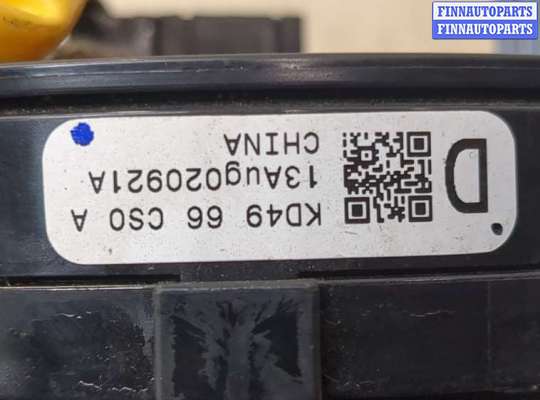 FINNAUTOPARTS
FINNAUTOPARTS
D
KD49 66 CS0 A
13Aug020921A
CHINA